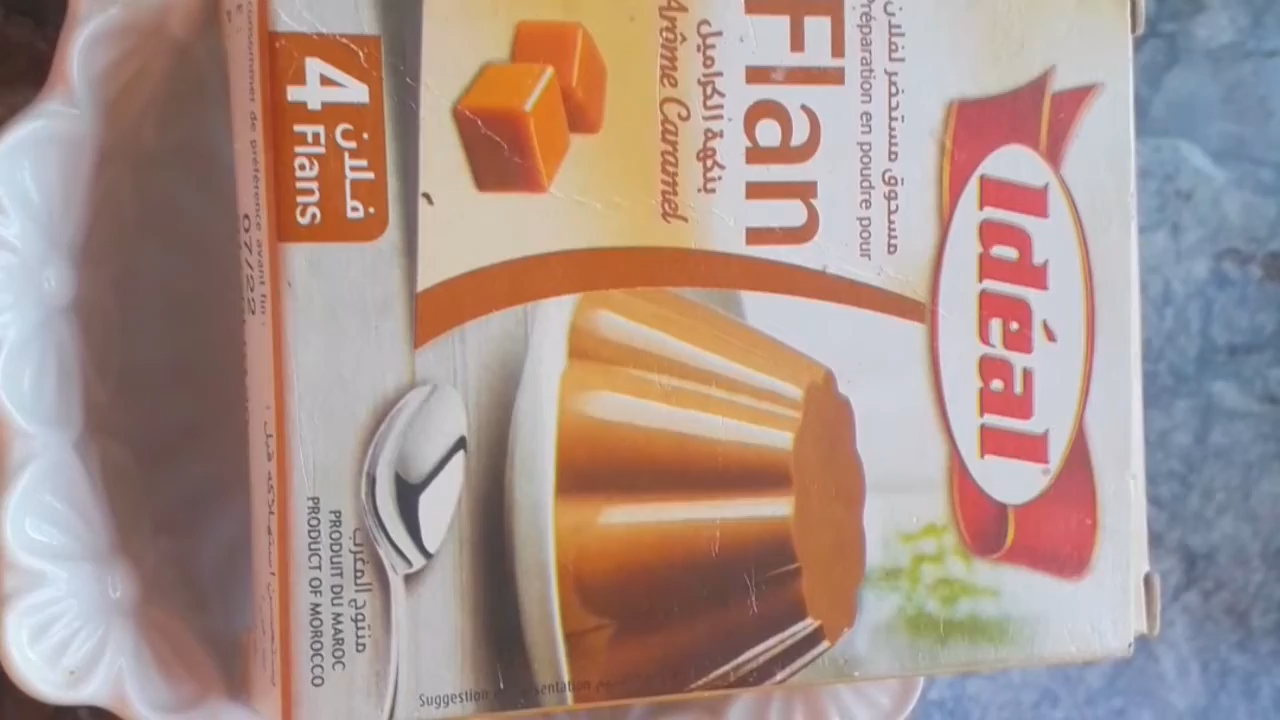 Idéal
مسحوق مستحضر لفلان
Préparation en poudre pour
Flan
بنكهة الكراميل
Arôme Caramel
فلان
4 Flans
منتوج المغرب
PRODUIT DU MAROC
PRODUCT OF MOROCCO
Suggestion
consommer de préférence avant fin :
07/22